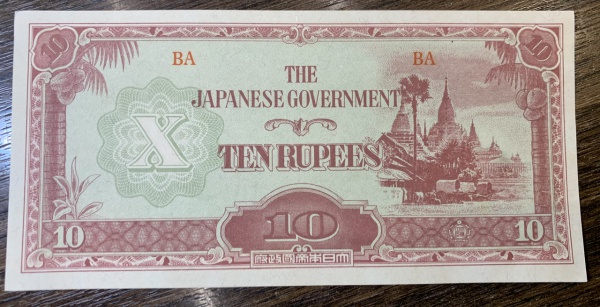 10 10
BA BA
THE
JAPANESE GOVERNMENT
X
TEN RUPEES
10 10 10
府政國帝本日大